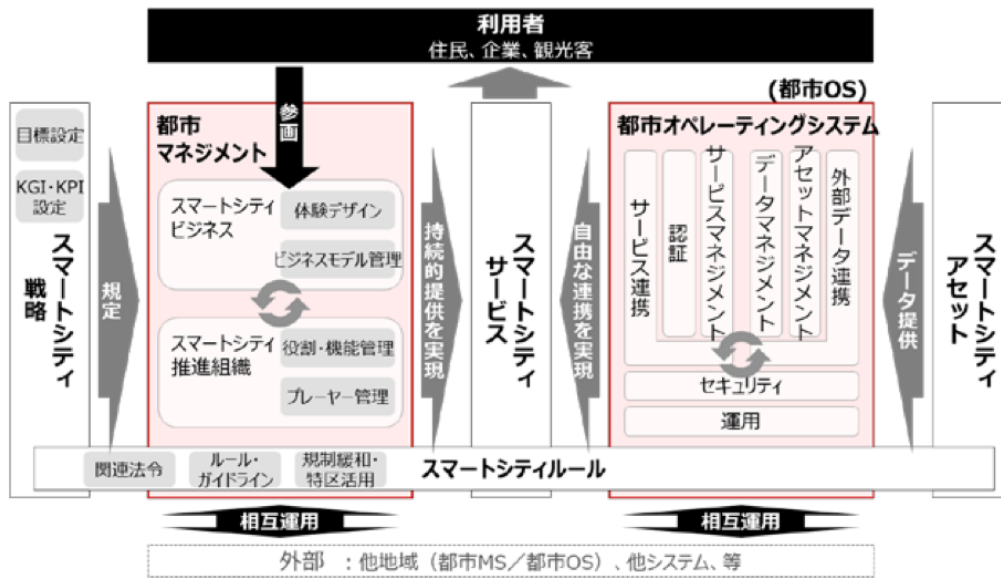 利用者
住民、企業、観光客
参画
(都市OS)
目標設定
KGI・KPI
設定
スマートシティ
戦略
規定
都市
マネジメント
スマートシティ
ビジネス
体験デザイン
ビジネスモデル管理
スマートシティ
推進組織
役割・機能管理
プレーヤー管理
持続的提供を実現
スマートシティ
サービス
自由な連携を実現
都市オペレーティングシステム
サービス連携
認証
サービスマネジメント
データマネジメント
アセットマネジメント
外部データ連携
セキュリティ
運用
データ提供
スマートシティ
アセット
関連法令
ルール・
ガイドライン
規制緩和・
特区活用
スマートシティルール
相互運用
相互運用
外部 : 他地域（都市MS／都市OS）、他システム、等